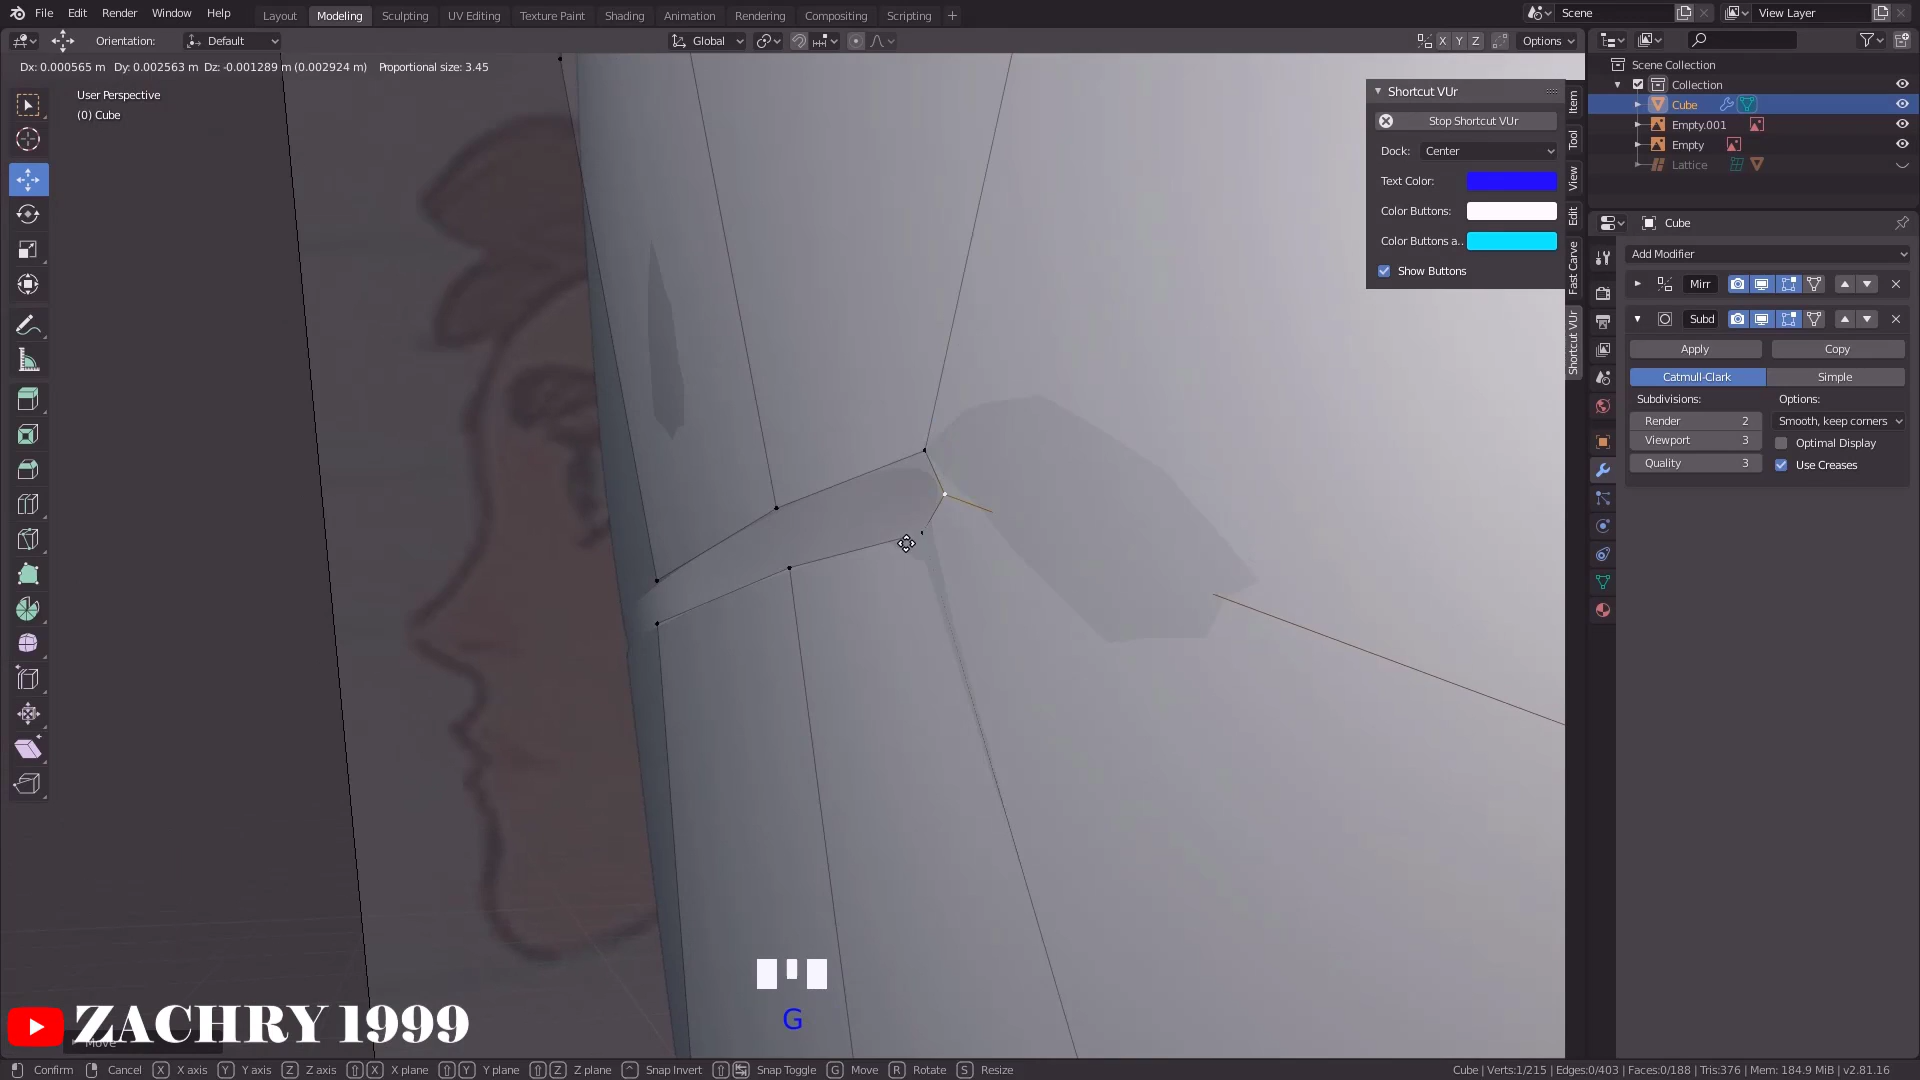 File Edit Render Window Help Layout Modeling Sculpting UV Editing Texture Paint Shading Animation Rendering Compositing Scripting + Scene View Layer
Orientation: Default Global X Y Z Options
Dx: 0.000565 m Dy: 0.002563 m Dz: -0.001289 m (0.002924 m) Proportional size: 3.45
User Perspective
(0) Cube
Shortcut VUr
Stop Shortcut VUr
Dock: Center
Text Color:
Color Buttons:
Color Buttons a..
Show Buttons
Item
Tool
View
Edit
Fast Carve
Shortcut VUr
Scene Collection
Collection
Cube
Empty.001
Empty
Lattice
Cube
Add Modifier
Mirr
Subd
Apply Copy
Catmull-Clark Simple
Subdivisions: Options:
Render 2 Smooth, keep corners
Viewport 3 Optimal Display
Quality 3 Use Creases
G
ZACHRY 1999
Move
Confirm Cancel X X axis Y Y axis Z Z axis X X plane Y Y plane Z Z plane Snap Invert Snap Toggle G Move R Rotate S Resize Cube | Verts:1/215 | Edges:0/403 | Faces:0/188 | Tris:376 | Mem: 184.9 MiB | v2.81.16